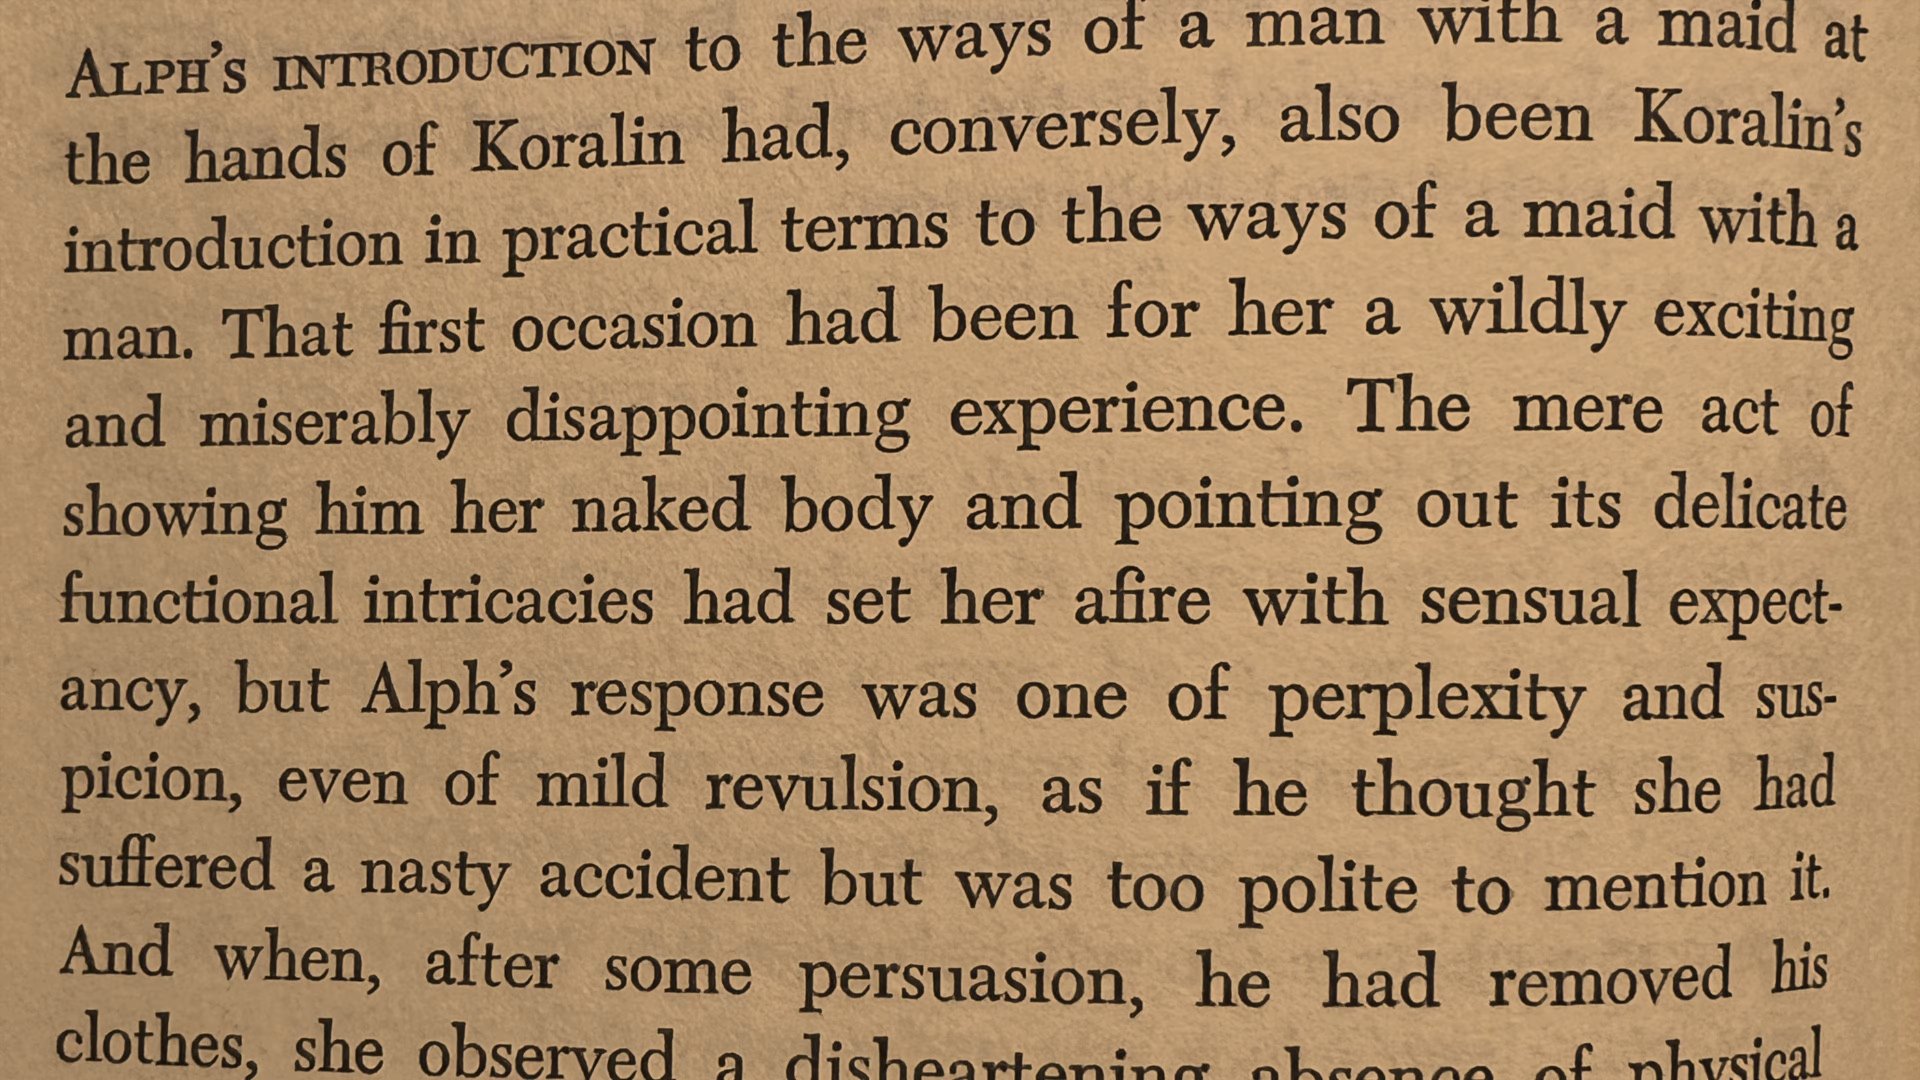 ALPH’S INTRODUCTION to the ways of a man with a maid at
the hands of Koralin had, conversely, also been Koralin’s
introduction in practical terms to the ways of a maid with a
man. That first occasion had been for her a wildly exciting
and miserably disappointing experience. The mere act of
showing him her naked body and pointing out its delicate
functional intricacies had set her afire with sensual expect-
ancy, but Alph’s response was one of perplexity and sus-
picion, even of mild revulsion, as if he thought she had
suffered a nasty accident but was too polite to mention it.
And when, after some persuasion, he had removed his
clothes, she observed a disheartening absence of physical